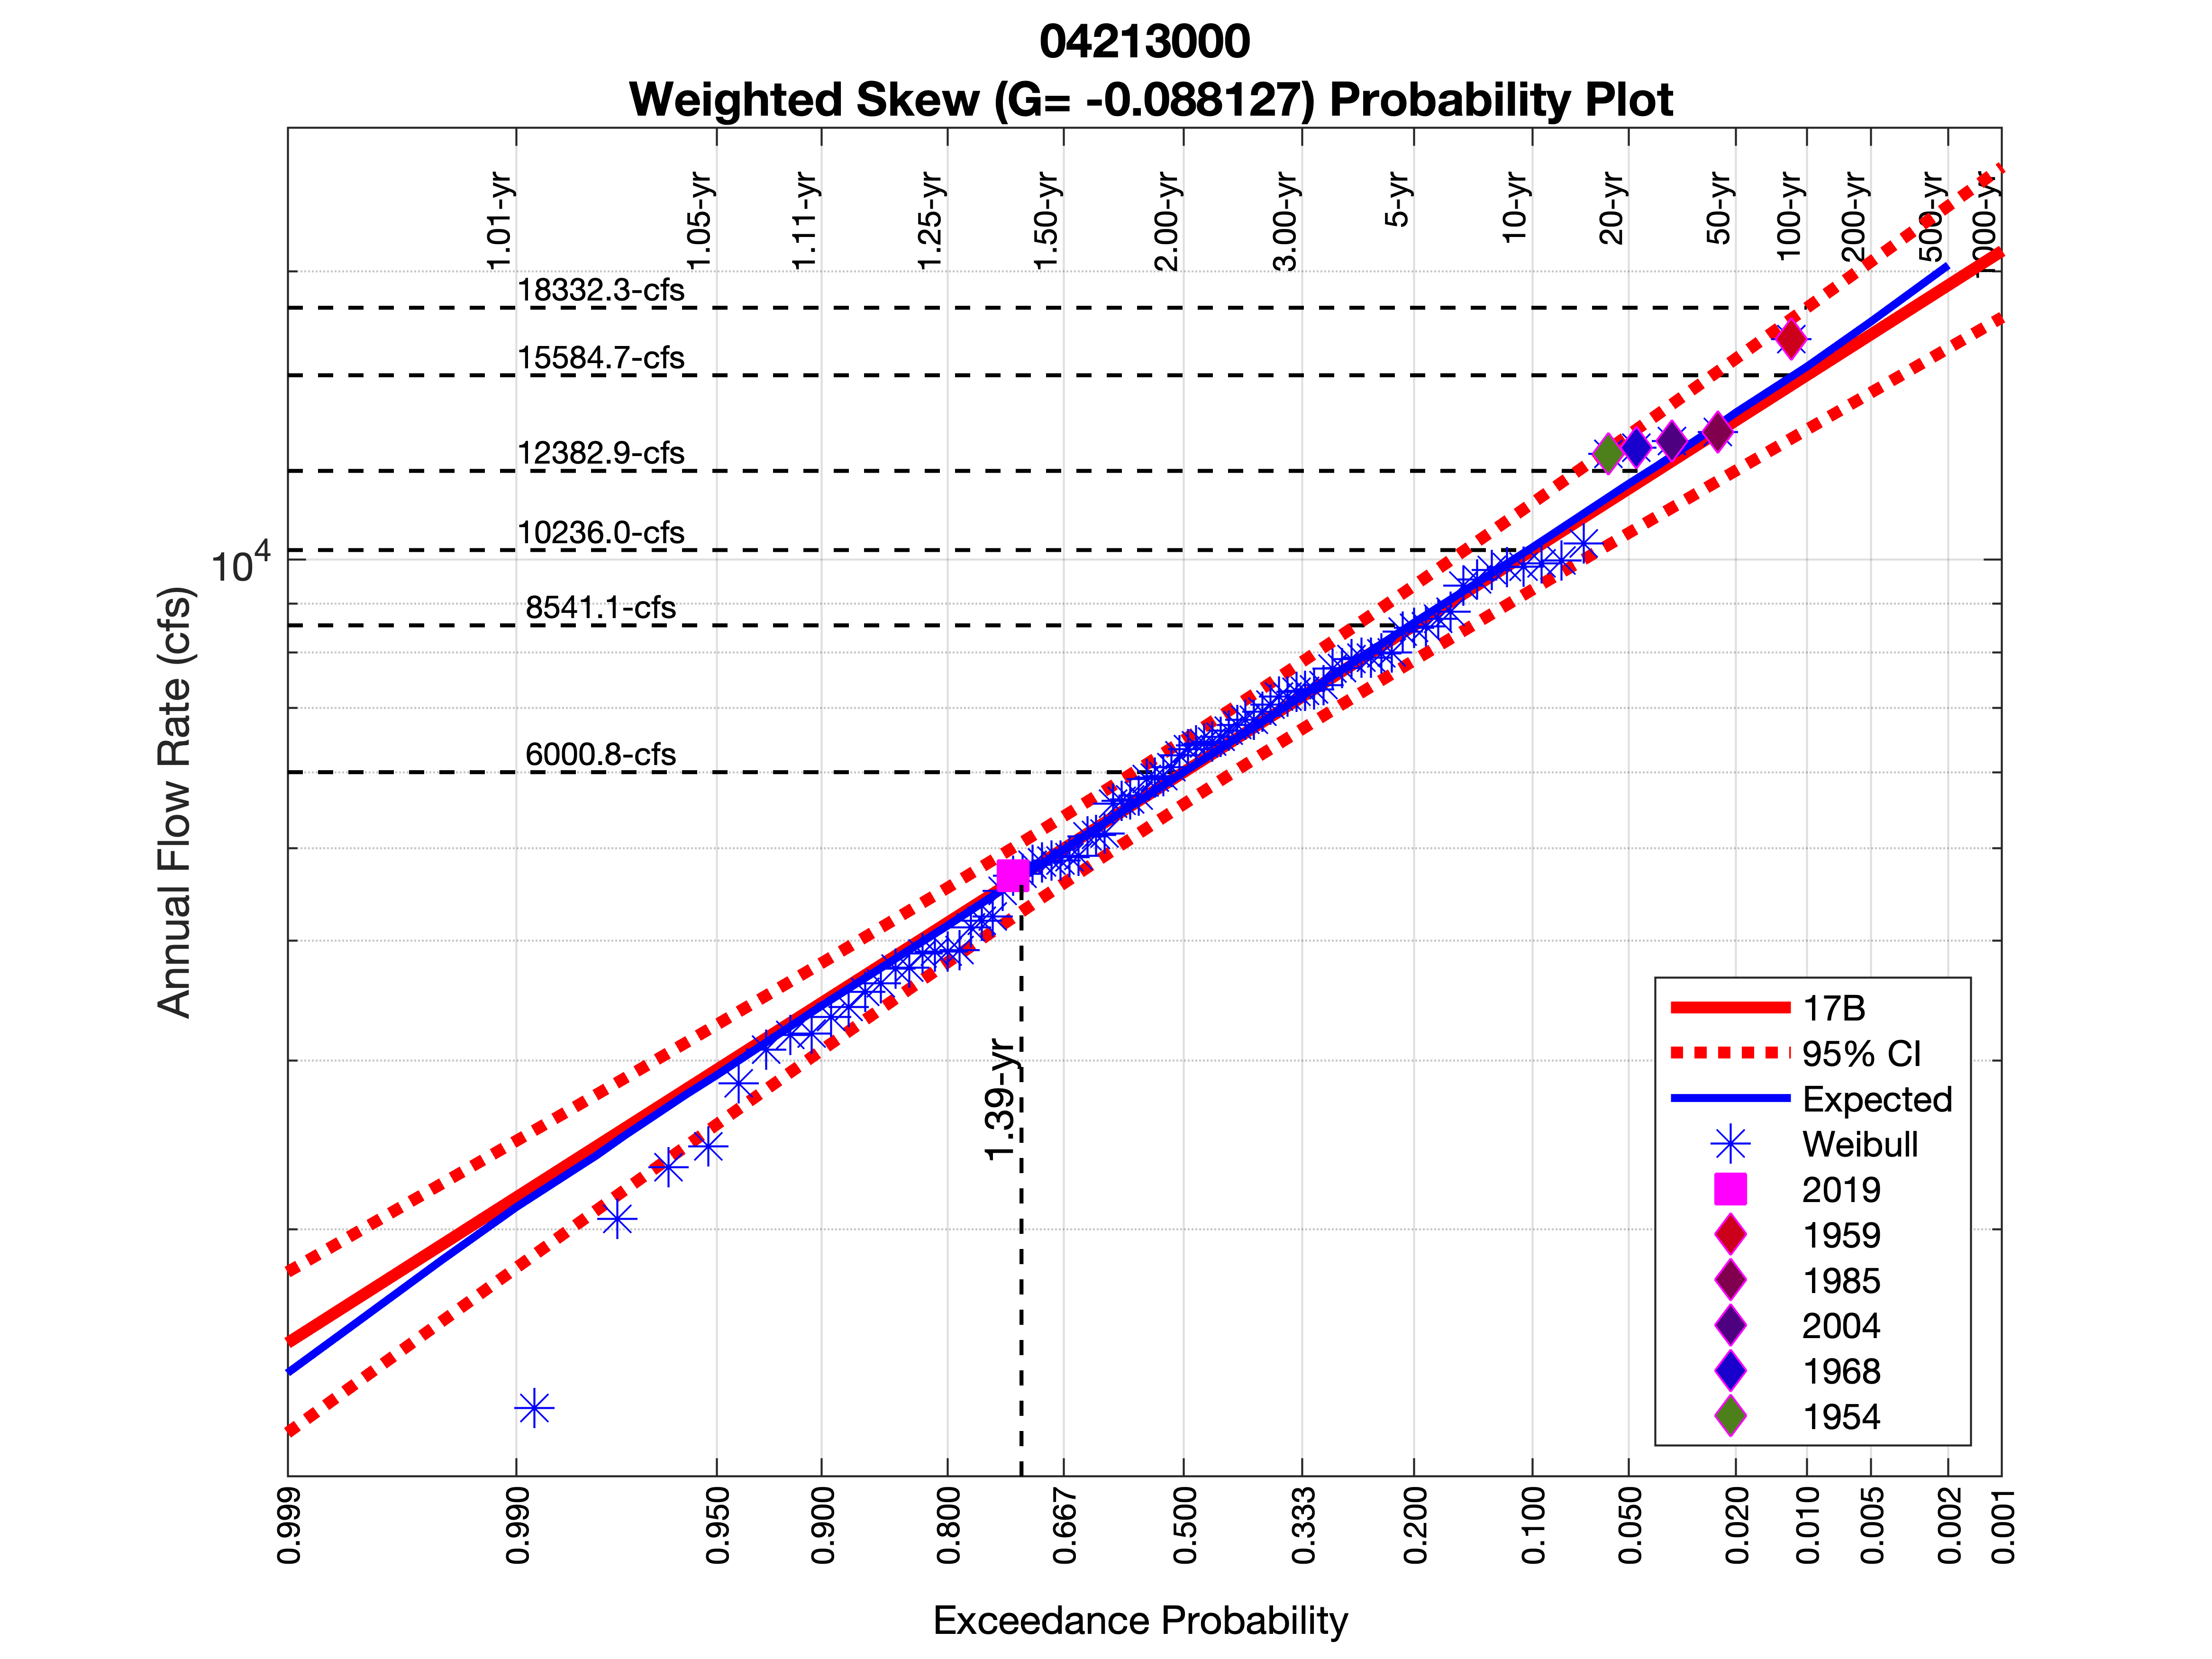 04213000
Weighted Skew (G= -0.088127) Probability Plot
1.01-yr
1.05-yr
1.11-yr
1.25-yr
1.50-yr
2.00-yr
3.00-yr
5-yr
10-yr
20-yr
50-yr
100-yr
200-yr
500-yr
18332.3-cfs
15584.7-cfs
12382.9-cfs
10236.0-cfs
8541.1-cfs
6000.8-cfs
10^4
Annual Flow Rate (cfs)
1.39-yr
17B
95% CI
Expected
Weibull
2019
1959
1985
2004
1968
1954
0.999
0.990
0.950
0.900
0.800
0.667
0.500
0.333
0.200
0.100
0.050
0.020
0.010
0.005
0.002
0.001
Exceedance Probability